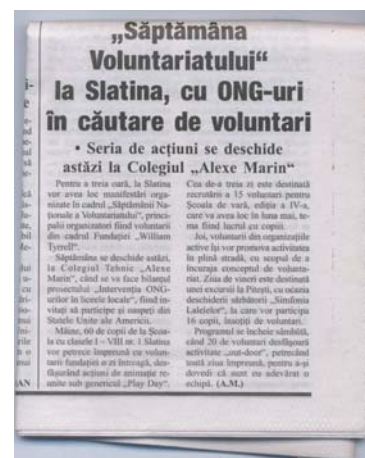 „Săptămâna
Voluntariatului“
la Slatina, cu ONG-uri
în căutare de voluntari
• Seria de acţiuni se deschide
astăzi la Colegiul „Alexe Marin“
Pentru a treia oară, la Slatina
vor avea loc manifestări orga-
nizate în cadrul „Săptămânii Na-
ţionale a Voluntariatului“, princi-
palii organizatori fiind voluntarii
din cadrul Fundaţiei „William
Tyrell“.
Săptămâna se deschide astăzi,
la Colegiul Tehnic „Alexe
Marin“, când se va face bilanţul
proiectului „Intervenţia ONG-
urilor în liceele locale“, fiind in-
vitaţi să participe şi oaspeţi din
Statele Unite ale Americii.
Mâine, 60 de copii de la Şcoa-
la cu clasele I – VIII nr. 1 Slatina
vor petrece împreună cu volun-
tarii fundaţiei o zi întreagă, des-
făşurând acţiuni de animaţie re-
unite sub genericul „Play Day“.
Cea de-a treia zi este destinată
recrutării a 15 voluntari pentru
Şcoala de vară, ediţia a IV-a,
care va avea loc în luna mai, te-
ma fiind lucrul cu copiii.
Joi, voluntarii din organizaţiile
active îşi vor promova activitatea
în plină stradă, cu scopul de a
încuraja conceptul de volunta-
riat. Ziua de vineri este destinată
unei excursii la Piteşti, cu ocazia
deschiderii sărbătorii „Simfonia
Lalelelor“, la care vor participa
16 copii, însoţiţi de voluntari.
Programul se încheie sâmbătă,
când 20 de voluntari desfăşoară
activitate „out-door“, petrecând
toată ziua împreună, pentru a-şi
dovedi că sunt cu adevărat o
echipă. (A.M.)